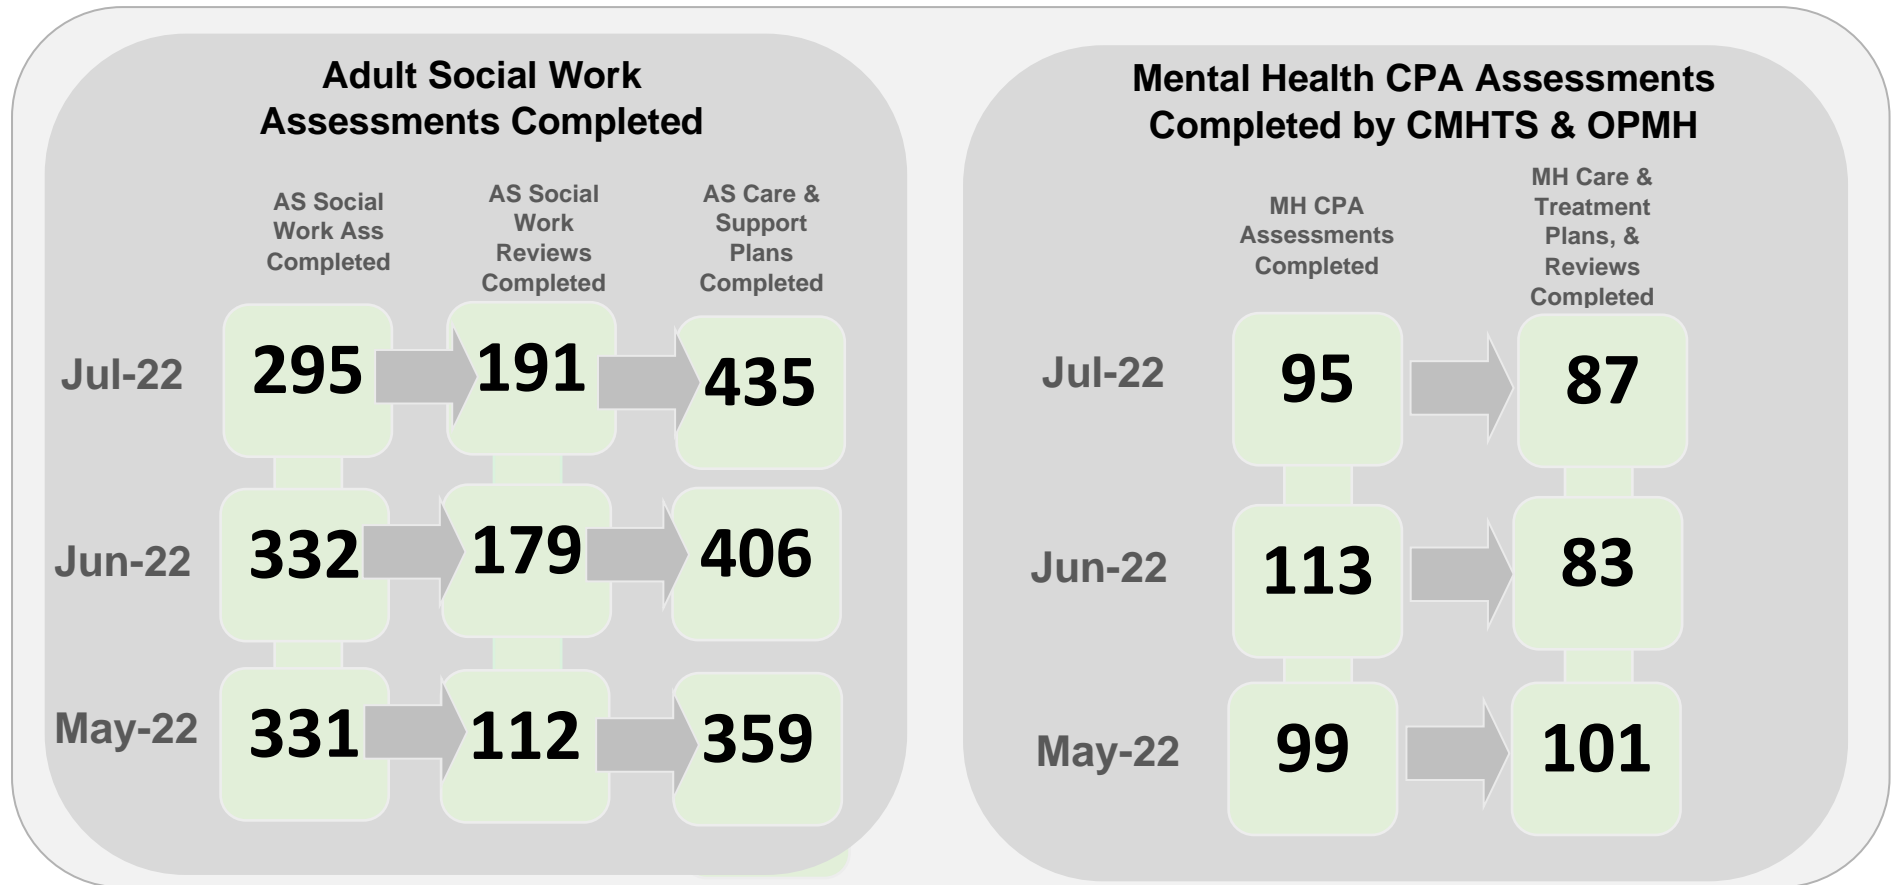 Adult Social Work
Assessments Completed
AS Social
Work Ass
Completed
AS Social
Work
Reviews
Completed
AS Care &
Support
Plans
Completed
Jul-22
295
191
435
Jun-22
332
179
406
May-22
331
112
359
Mental Health CPA Assessments
Completed by CMHTS & OPMH
MH CPA
Assessments
Completed
MH Care &
Treatment
Plans, &
Reviews
Completed
Jul-22
95
87
Jun-22
113
83
May-22
99
101